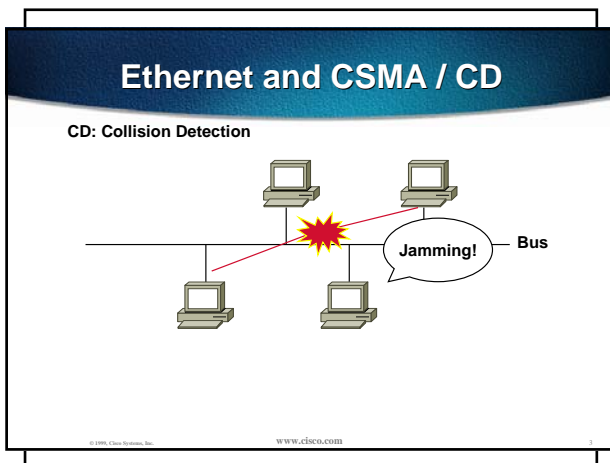 Ethernet and CSMA / CD
CD: Collision Detection
Bus
Jamming!
© 1999, Cisco Systems, Inc.
www.cisco.com
3